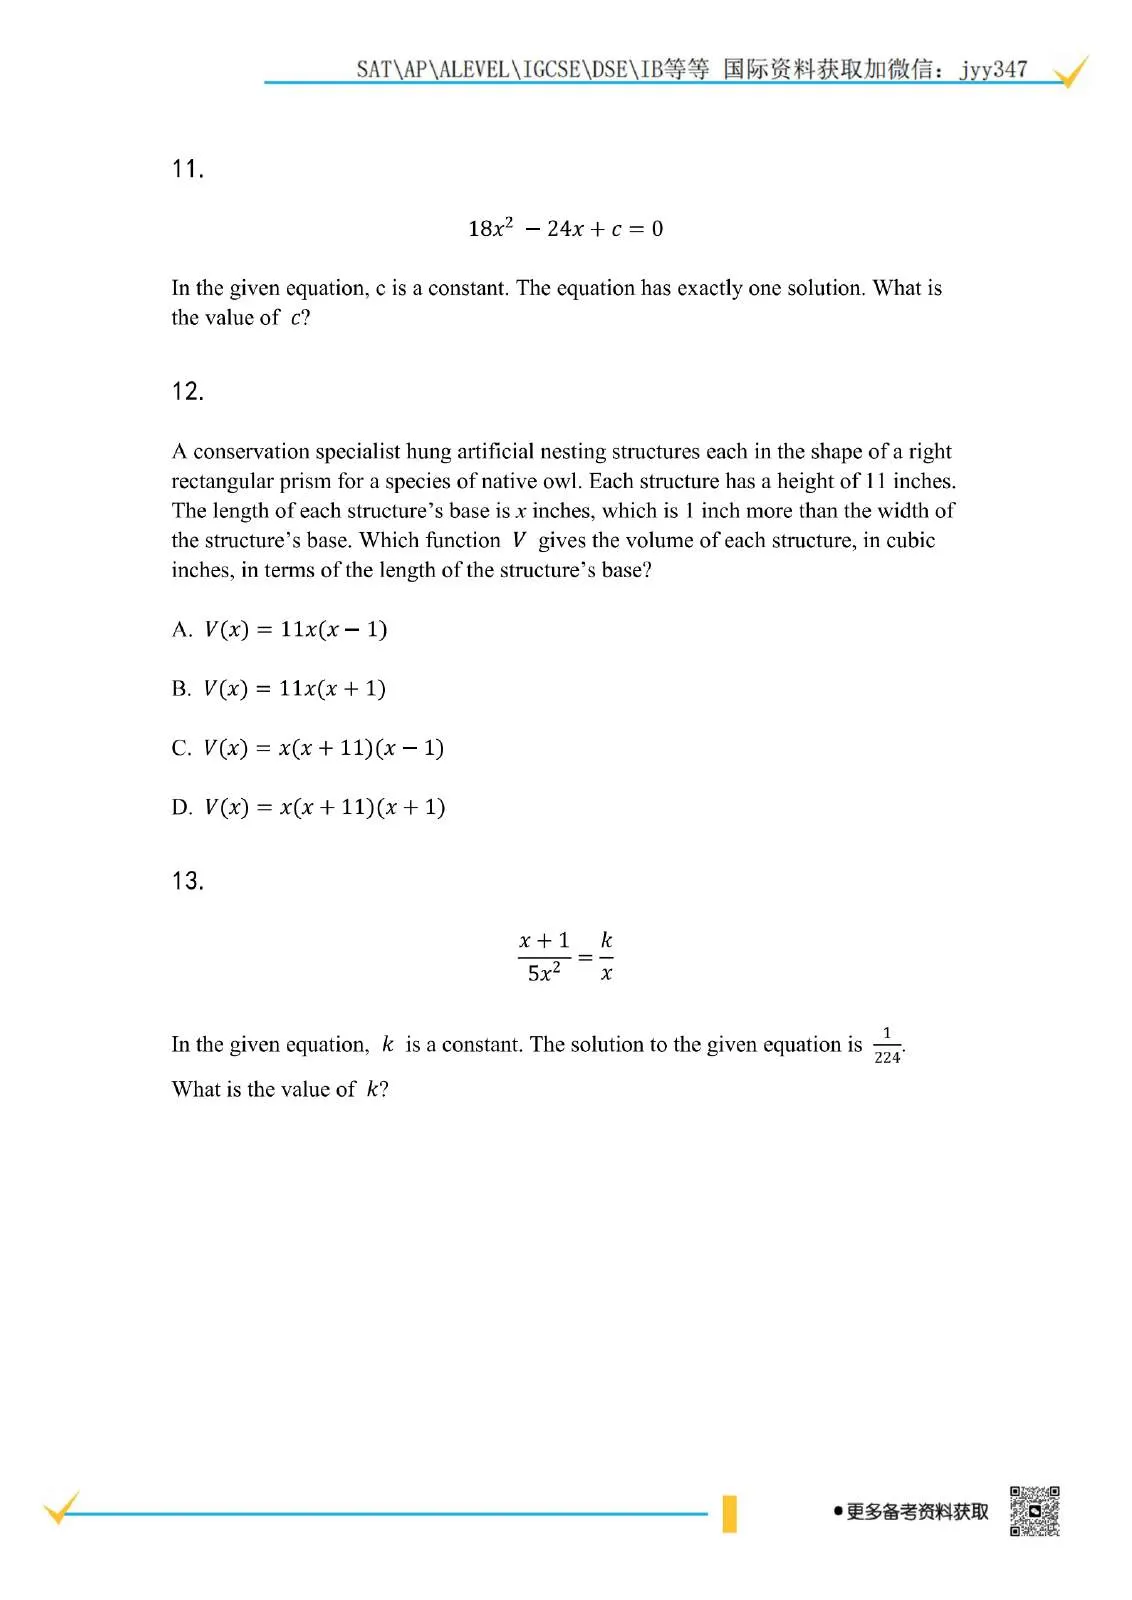 SAT\AP\ALEVEL\IGCSE\DSE\IB等等 国际资料获取加微信：jyy347
11.
18x² − 24x + c = 0
In the given equation, c is a constant. The equation has exactly one solution. What is
the value of c?
12.
A conservation specialist hung artificial nesting structures each in the shape of a right
rectangular prism for a species of native owl. Each structure has a height of 11 inches.
The length of each structure's base is x inches, which is 1 inch more than the width of
the structure's base. Which function V gives the volume of each structure, in cubic
inches, in terms of the length of the structure's base?
A. V(x) = 11x(x − 1)
B. V(x) = 11x(x + 1)
C. V(x) = x(x + 11)(x − 1)
D. V(x) = x(x + 11)(x + 1)
13.
(x + 1)/(5x²) = k/x
In the given equation, k is a constant. The solution to the given equation is 1/224.
What is the value of k?
•更多备考资料获取